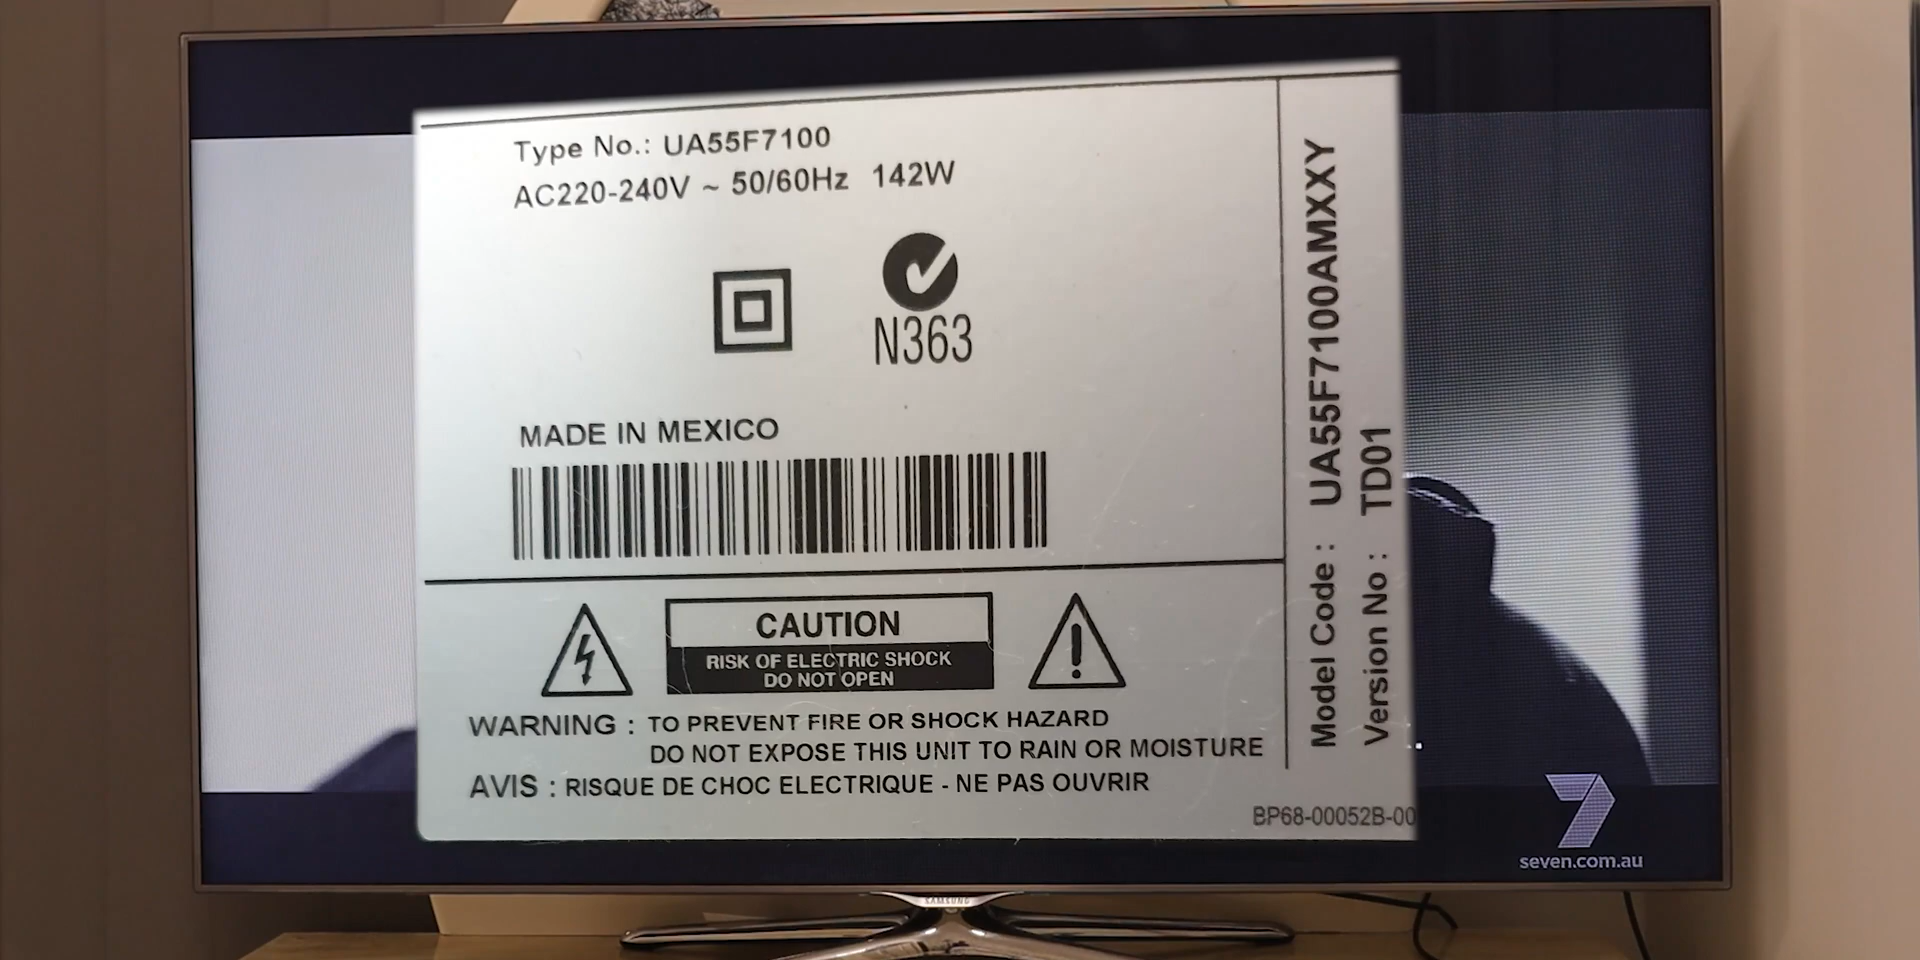 Type No.: UA55F7100
AC220-240V ~ 50/60Hz 142W
N363
MADE IN MEXICO
CAUTION
RISK OF ELECTRIC SHOCK
DO NOT OPEN
WARNING : TO PREVENT FIRE OR SHOCK HAZARD
DO NOT EXPOSE THIS UNIT TO RAIN OR MOISTURE
AVIS : RISQUE DE CHOC ELECTRIQUE - NE PAS OUVRIR
BP68-00052B-00
Model Code : UA55F7100AMXXY
Version No : TD01
7
seven.com.au
SAMSUNG